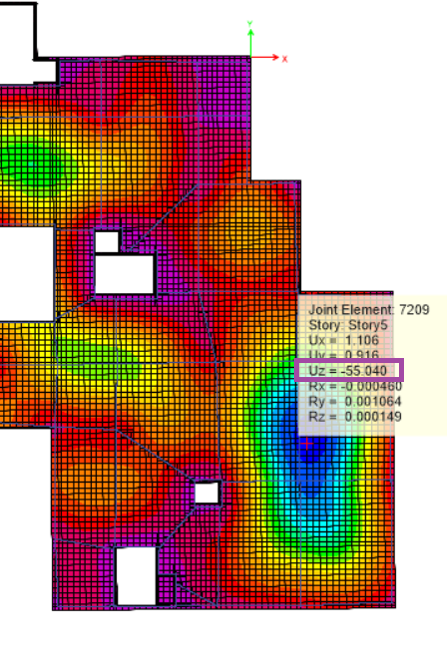 Y
X
Joint Element: 7209
Story: Story5
Ux = 1.106
Uy = 0.916
Uz = -55.040
Rx = -0.000460
Ry = 0.001064
Rz = 0.000149